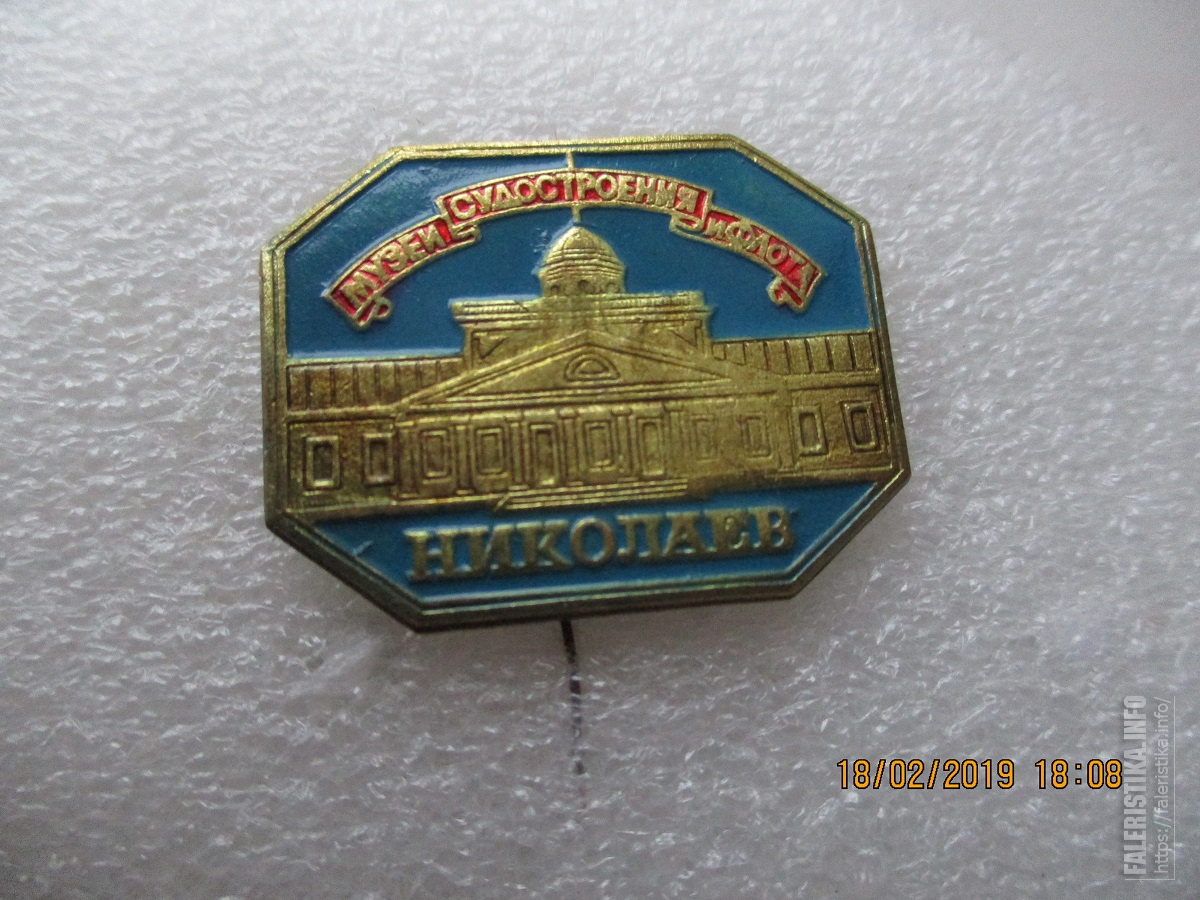 МУЗЕЙ СУДОСТРОЕНИЯ И ФЛОТА
НИКОЛАЕВ
18/02/2019 18:08
FALERISTIKA.INFO
https://faleristika.info/